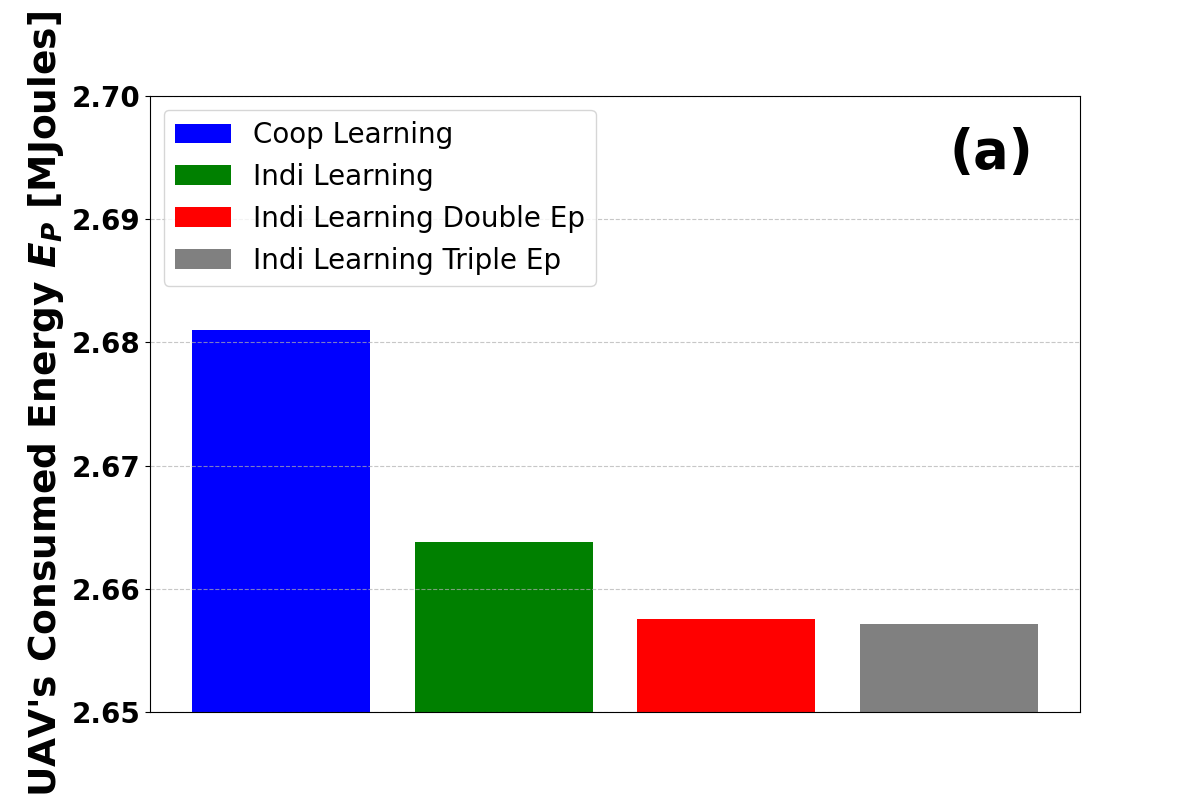 UAV's Consumed Energy E_P [MJoules]
2.70
2.69
2.68
2.67
2.66
2.65
Coop Learning
Indi Learning
Indi Learning Double Ep
Indi Learning Triple Ep
(a)